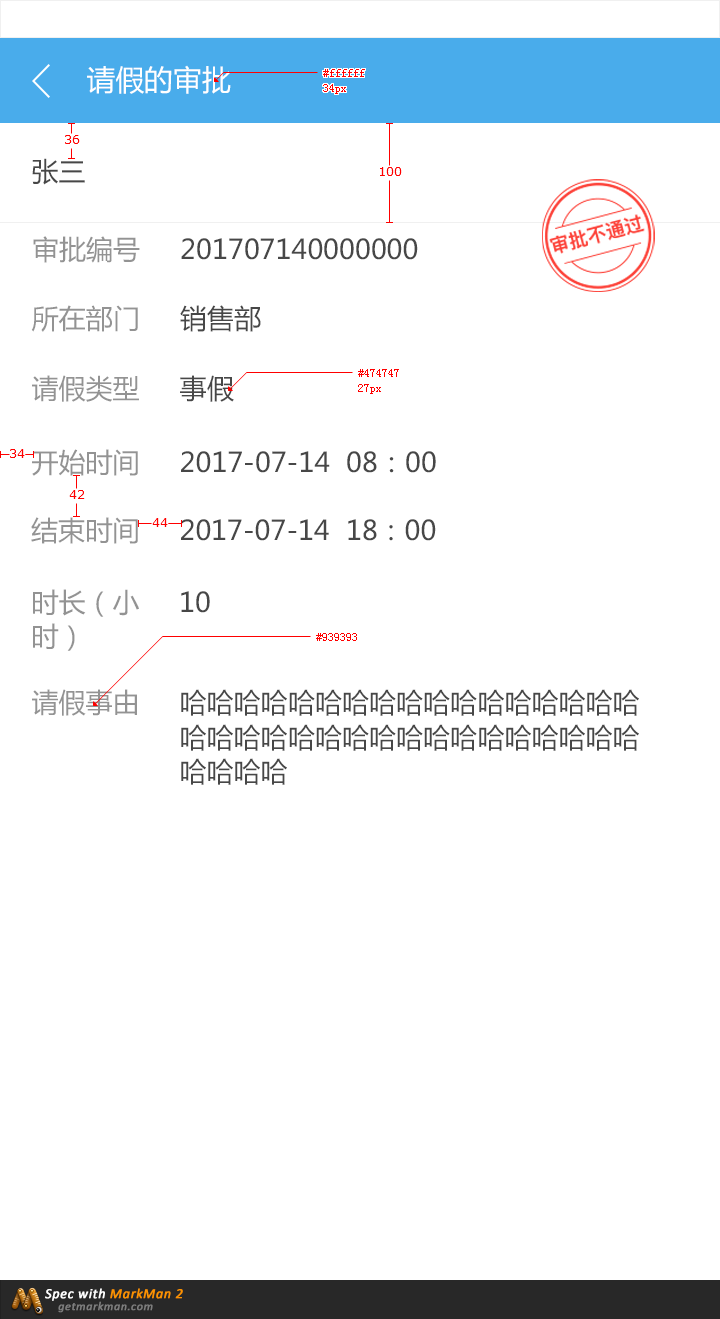 请假的审批
#ffffff
34px
36
100
张三
审批不通过
审批编号 201707140000000
所在部门 销售部
请假类型 事假
#474747
27px
34
开始时间 2017-07-14 08：00
42
结束时间 44 2017-07-14 18：00
时长（小 10
时）
#939393
请假事由 哈哈哈哈哈哈哈哈哈哈哈哈哈哈哈哈哈
哈哈哈哈哈哈哈哈哈哈哈哈哈哈哈哈哈
哈哈哈哈
Spec with MarkMan 2
getmarkman.com